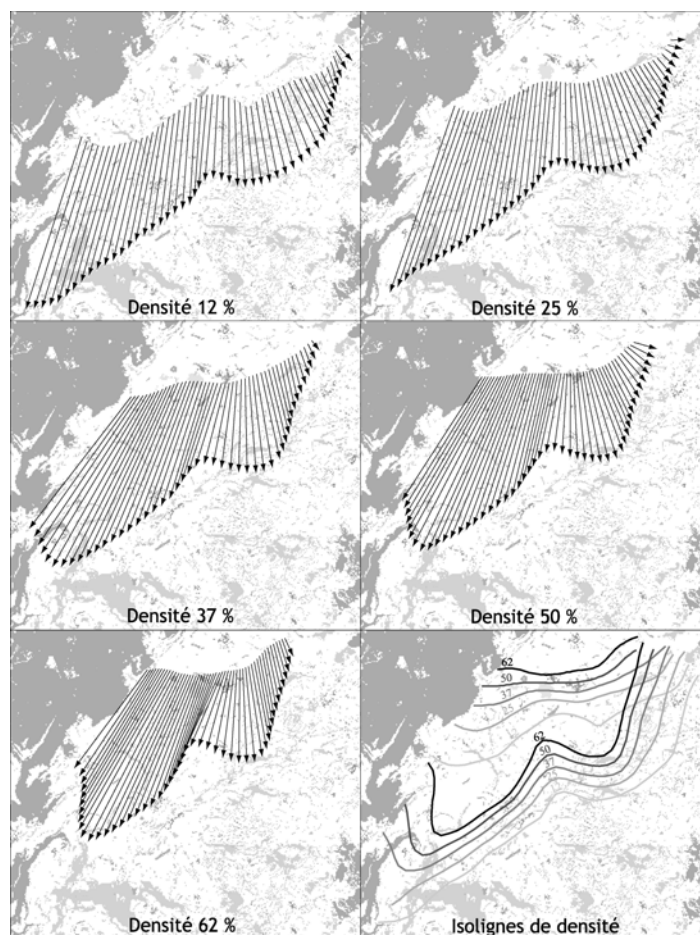 Densité 12 %
Densité 25 %
Densité 37 %
Densité 50 %
62
50
37
25
62
50
37
Densité 62 %
Isolignes de densité